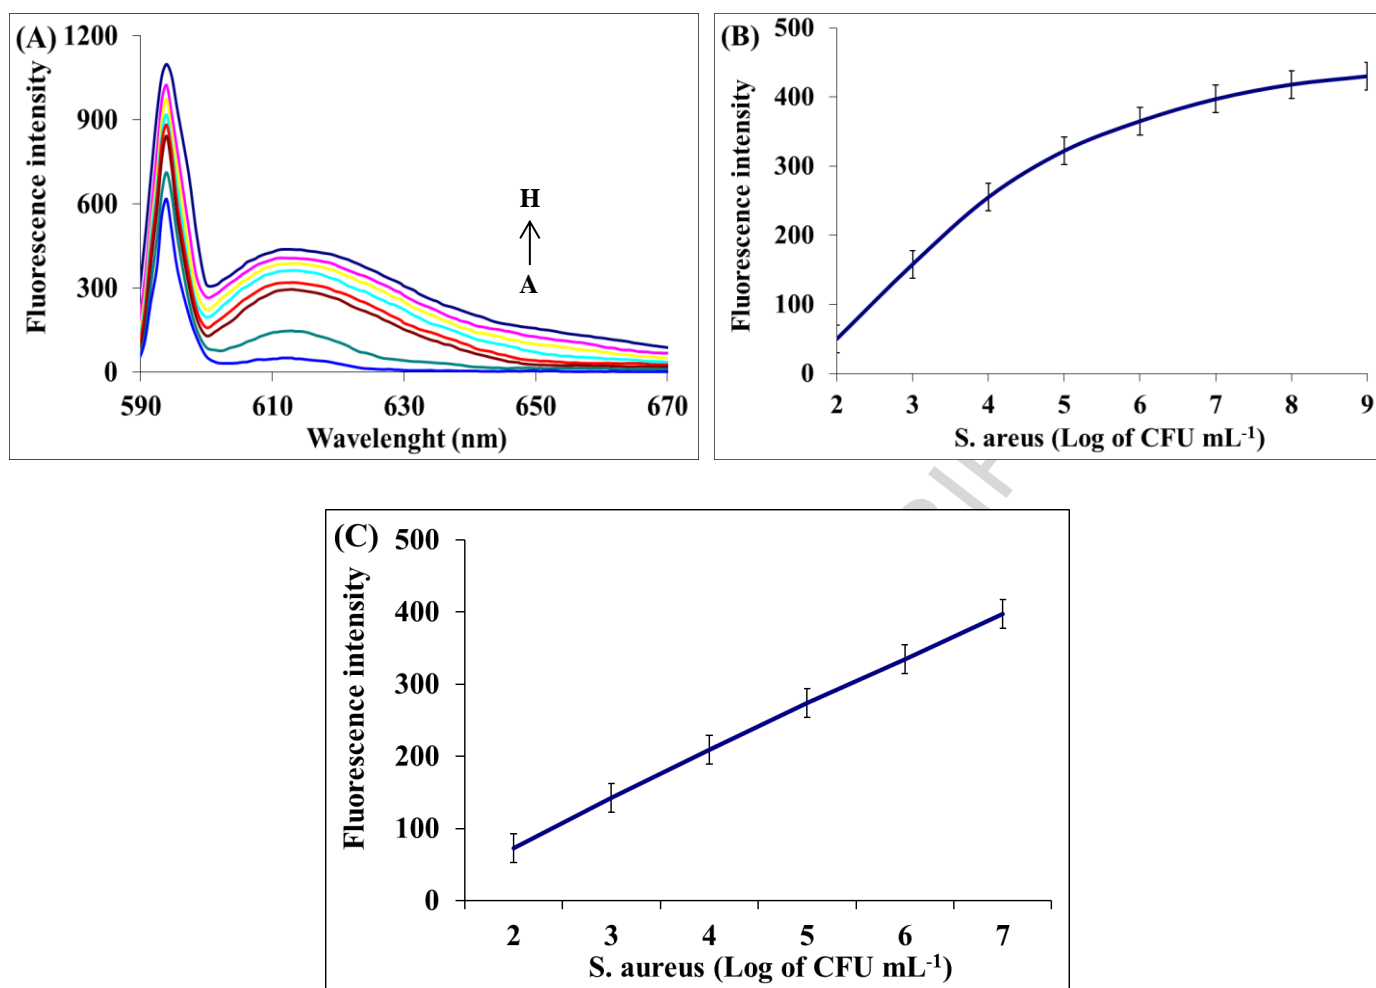 (A)
Fluorescence intensity
1200
900
600
300
0
590 610 630 650 670
Wavelenght (nm)
H
A
(B)
Fluorescence intensity
500
400
300
200
100
0
2 3 4 5 6 7 8 9
S. areus (Log of CFU mL⁻¹)
(C)
Fluorescence intensity
500
400
300
200
100
0
2 3 4 5 6 7
S. aureus (Log of CFU mL⁻¹)